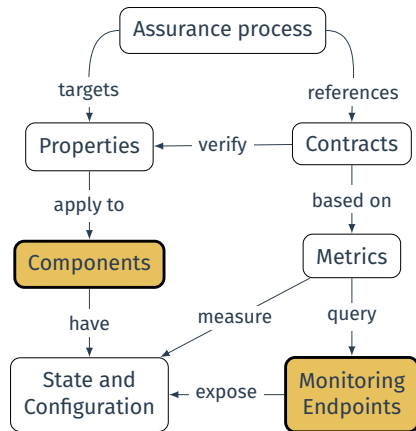 Assurance process
targets
references
Properties
verify
Contracts
apply to
based on
Components
Metrics
have
measure
query
State and
Configuration
expose
Monitoring
Endpoints